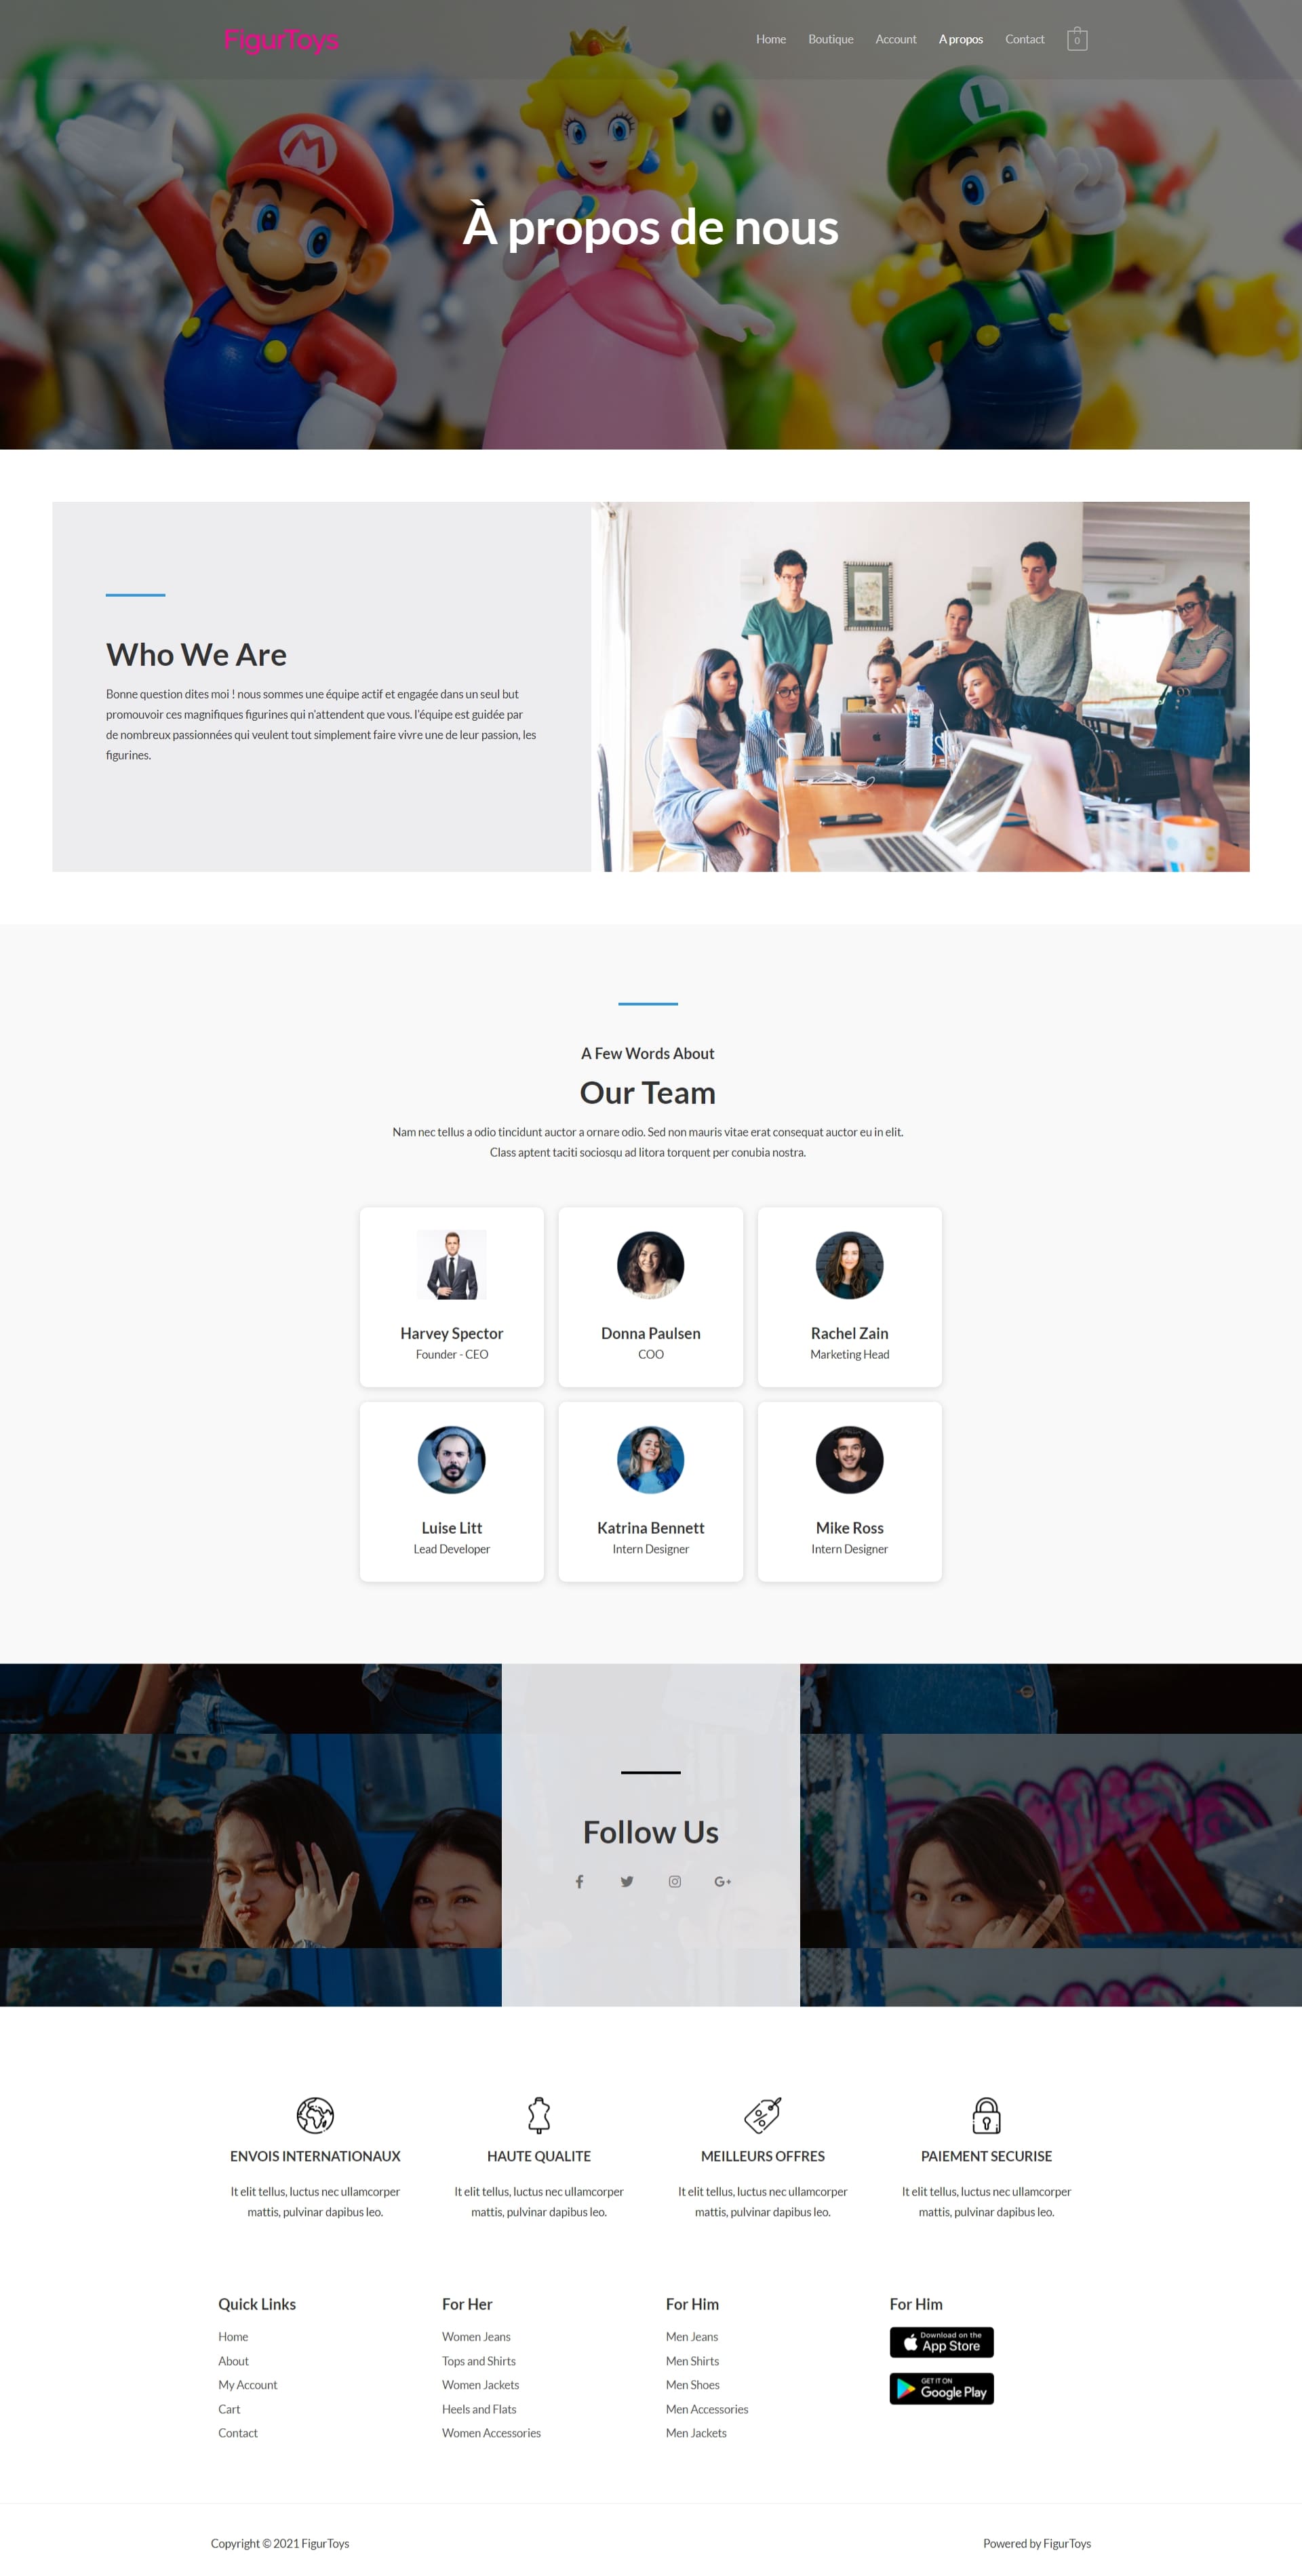 FigurToys
Home Boutique Account A propos Contact 0
M
L
À propos de nous
Who We Are
Bonne question dites moi ! nous sommes une équipe actif et engagée dans un seul but
promouvoir ces magnifiques figurines qui n'attendent que vous. l'équipe est guidée par
de nombreux passionnées qui veulent tout simplement faire vivre une de leur passion, les
figurines.
A Few Words About
Our Team
Nam nec tellus a odio tincidunt auctor a ornare odio. Sed non mauris vitae erat consequat auctor eu in elit.
Class aptent taciti sociosqu ad litora torquent per conubia nostra.
Harvey Spector
Founder - CEO
Donna Paulsen
COO
Rachel Zain
Marketing Head
Luise Litt
Lead Developer
Katrina Bennett
Intern Designer
Mike Ross
Intern Designer
Follow Us
ENVOIS INTERNATIONAUX
It elit tellus, luctus nec ullamcorper
mattis, pulvinar dapibus leo.
HAUTE QUALITE
It elit tellus, luctus nec ullamcorper
mattis, pulvinar dapibus leo.
MEILLEURS OFFRES
It elit tellus, luctus nec ullamcorper
mattis, pulvinar dapibus leo.
PAIEMENT SECURISE
It elit tellus, luctus nec ullamcorper
mattis, pulvinar dapibus leo.
Quick Links
Home
About
My Account
Cart
Contact
For Her
Women Jeans
Tops and Shirts
Women Jackets
Heels and Flats
Women Accessories
For Him
Men Jeans
Men Shirts
Men Shoes
Men Accessories
Men Jackets
For Him
Download on the
App Store
GET IT ON
Google Play
Copyright © 2021 FigurToys
Powered by FigurToys